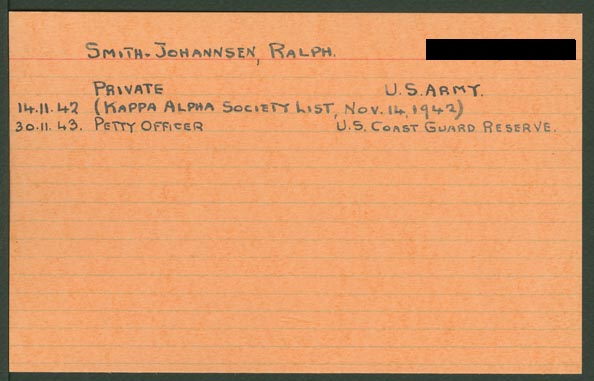 SMITH-JOHANNSEN, RALPH.
PRIVATE U.S. ARMY.
14.11.42 (KAPPA ALPHA SOCIETY LIST, NOV. 14, 1942)
30.11.43. PETTY OFFICER U.S. COAST GUARD RESERVE.